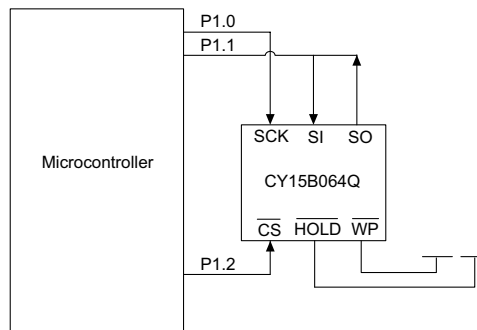 P1.0
P1.1
SCK SI SO
Microcontroller
CY15B064Q
CS HOLD WP
P1.2